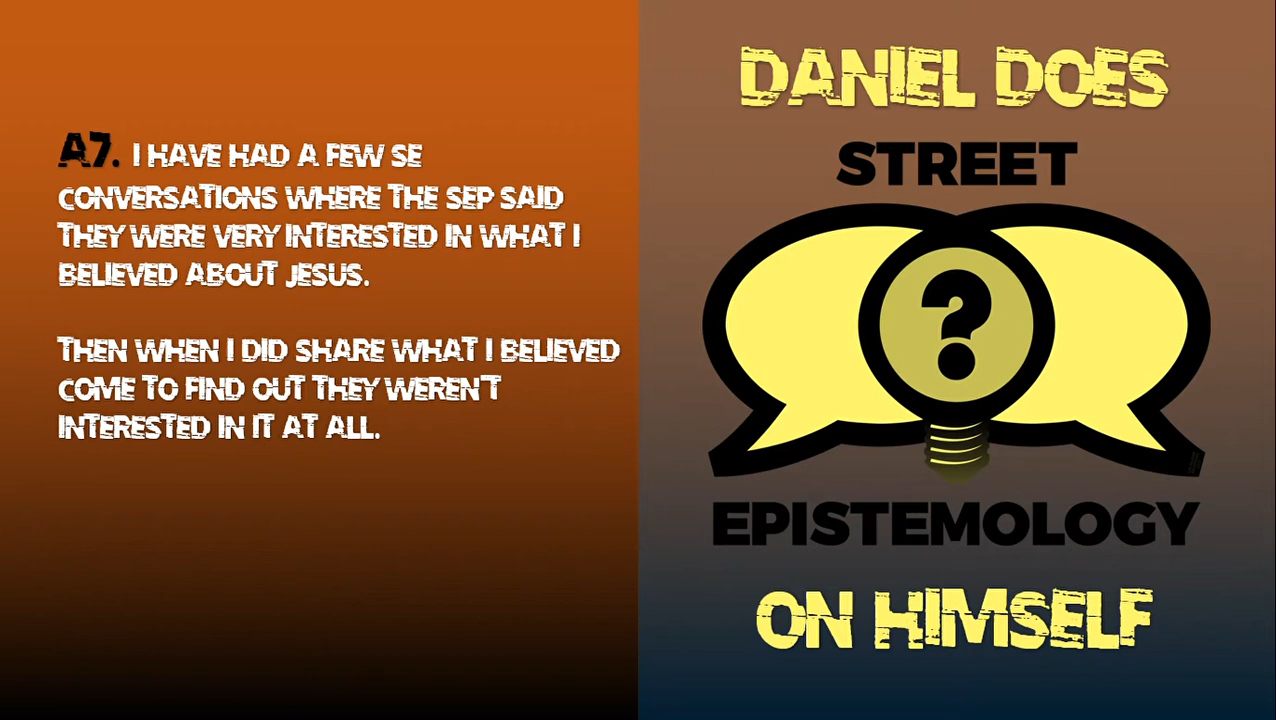 A7. I HAVE HAD A FEW SE
CONVERSATIONS WHERE THE SEP SAID
THEY WERE VERY INTERESTED IN WHAT I
BELIEVED ABOUT JESUS.
THEN WHEN I DID SHARE WHAT I BELIEVED
COME TO FIND OUT THEY WEREN'T
INTERESTED IN IT AT ALL.
DANIEL DOES
STREET
?
EPISTEMOLOGY
ON HIMSELF